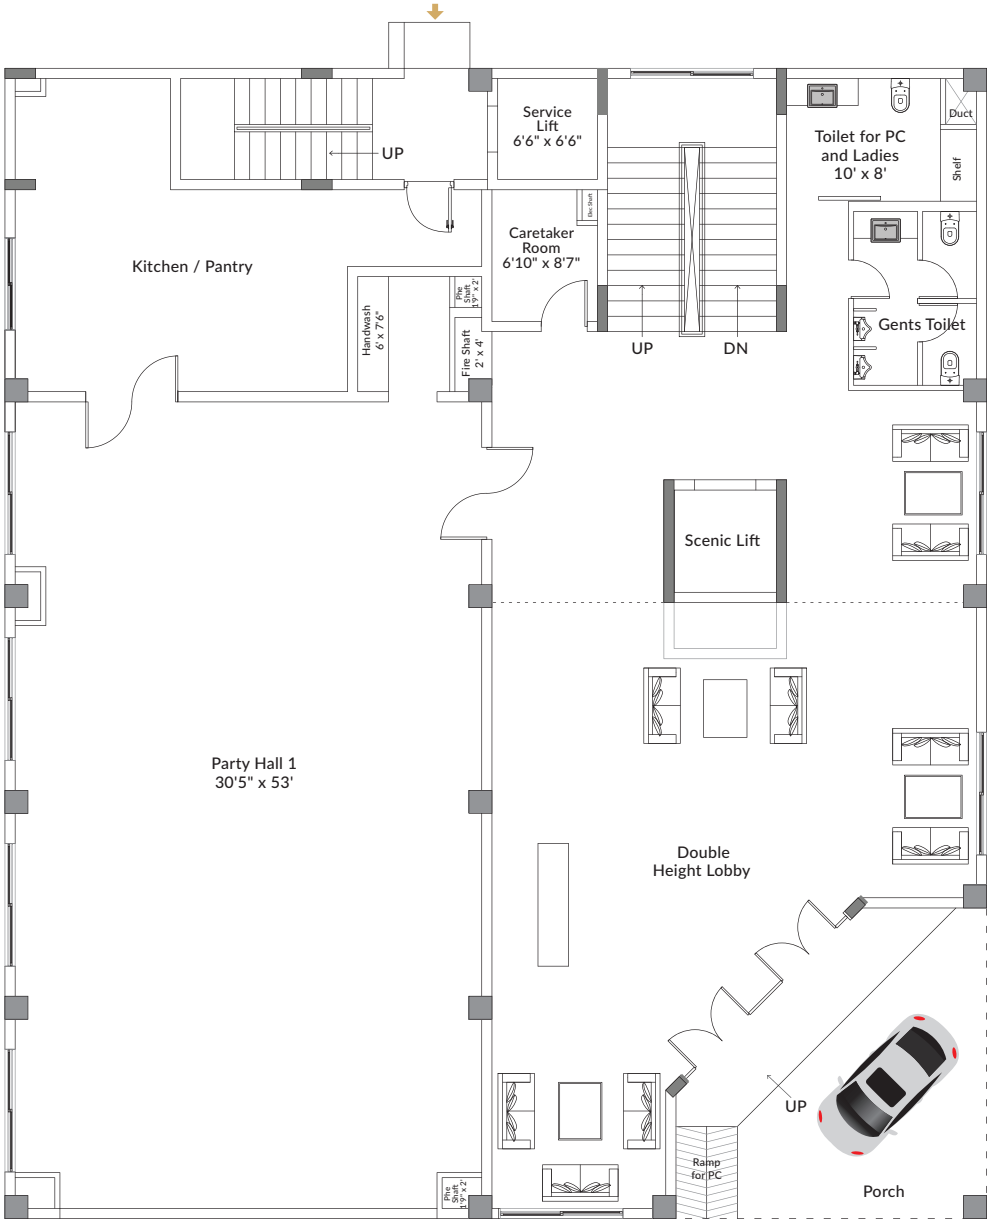 Service
Lift
6'6" x 6'6"
Duct
Toilet for PC
and Ladies
10' x 8'
Shelf
UP
Elec Shaft
Caretaker
Room
6'10" x 8'7"
Kitchen / Pantry
Phe
Shaft
1'9" x 2'
Handwash
6' x 7'6"
Fire Shaft
2' x 4'
Gents Toilet
UP
DN
Scenic Lift
Party Hall 1
30'5" x 53'
Double
Height Lobby
UP
Ramp
for PC
Phe
Shaft
1'9" x 2'
Porch